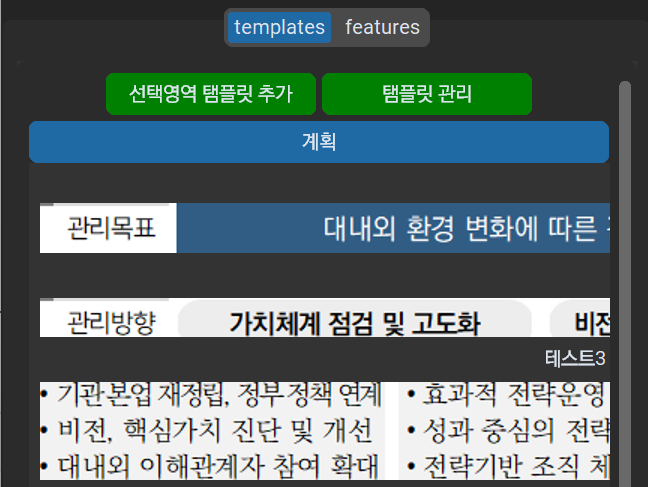 templates features
선택영역 탬플릿 추가 탬플릿 관리
계획
관리목표 대내외 환경 변화에 따른
관리방향 가치체계 점검 및 고도화 비전
테스트3
• 기관 본업 재정립, 정부 정책 연계 • 효과적 전략운영
• 비전, 핵심가치 진단 및 개선 • 성과 중심의 전략
• 대내외 이해관계자 참여 확대 • 전략기반 조직 체